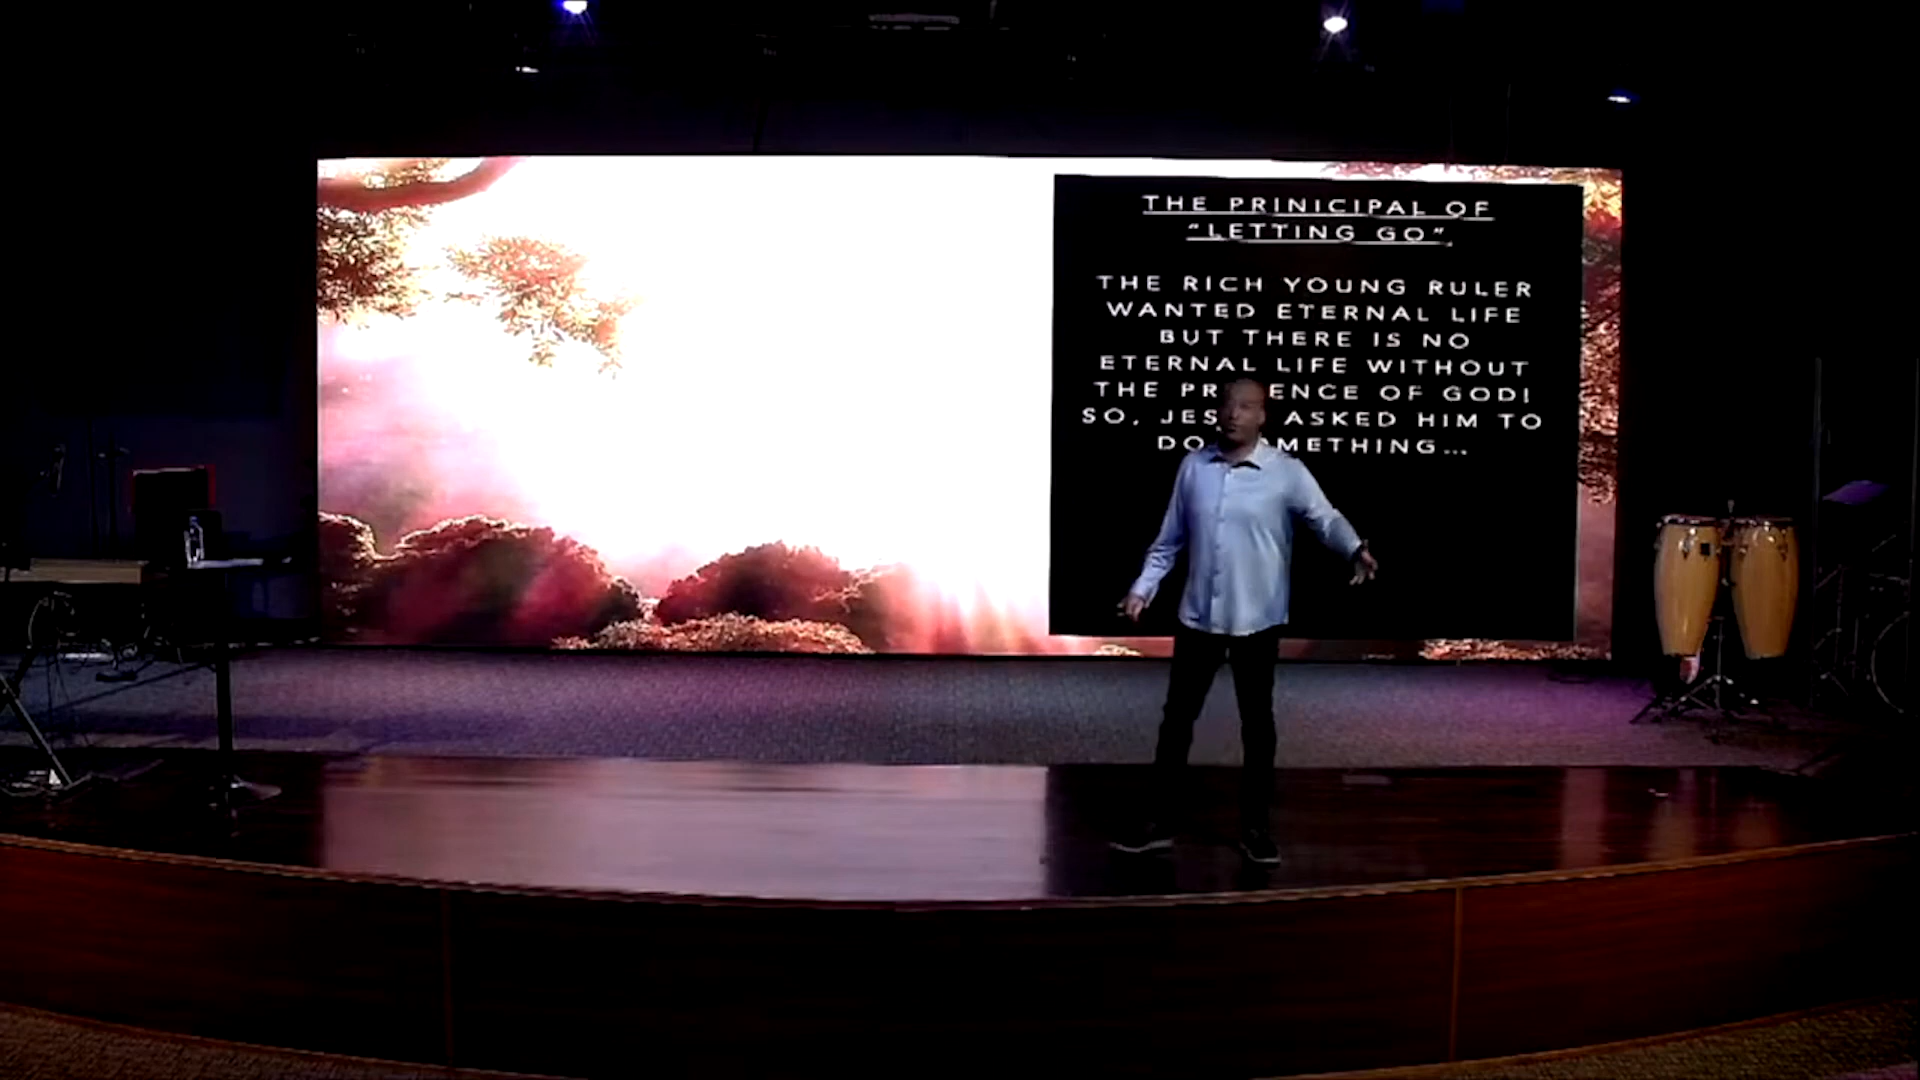 THE PRINICIPAL OF
"LETTING GO"
THE RICH YOUNG RULER
WANTED ETERNAL LIFE
BUT THERE IS NO
ETERNAL LIFE WITHOUT
THE PR ENCE OF GOD!
SO, JES ASKED HIM TO
DO METHING...